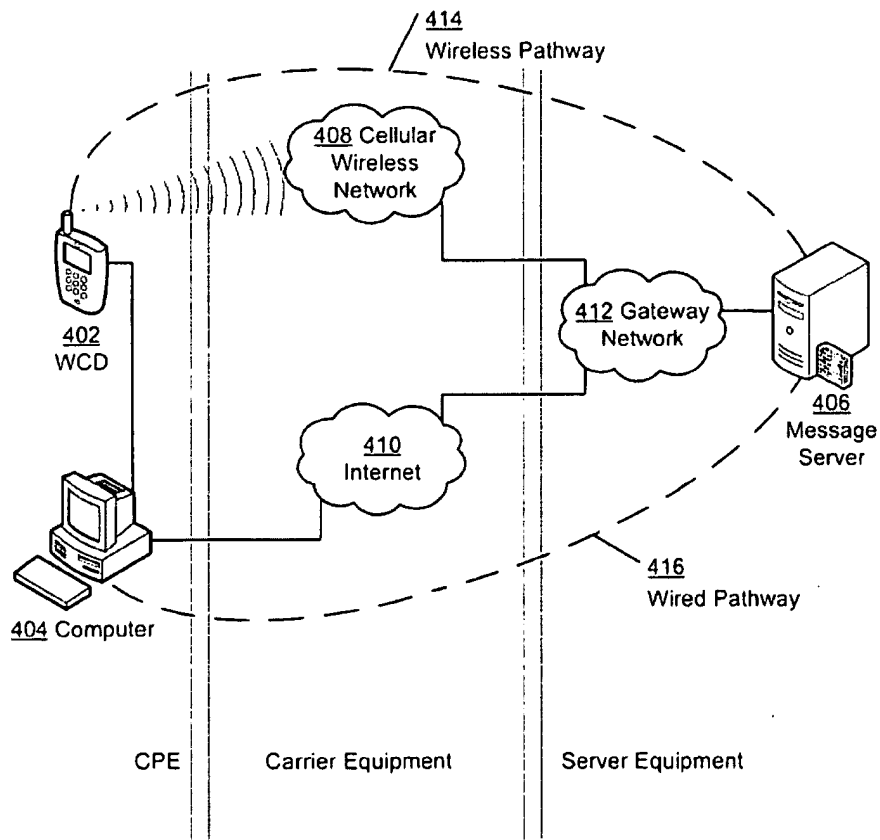 414
Wireless Pathway
408 Cellular
Wireless
Network
402
WCD
412 Gateway
Network
406
Message
Server
410
Internet
404 Computer
416
Wired Pathway
CPE
Carrier Equipment
Server Equipment